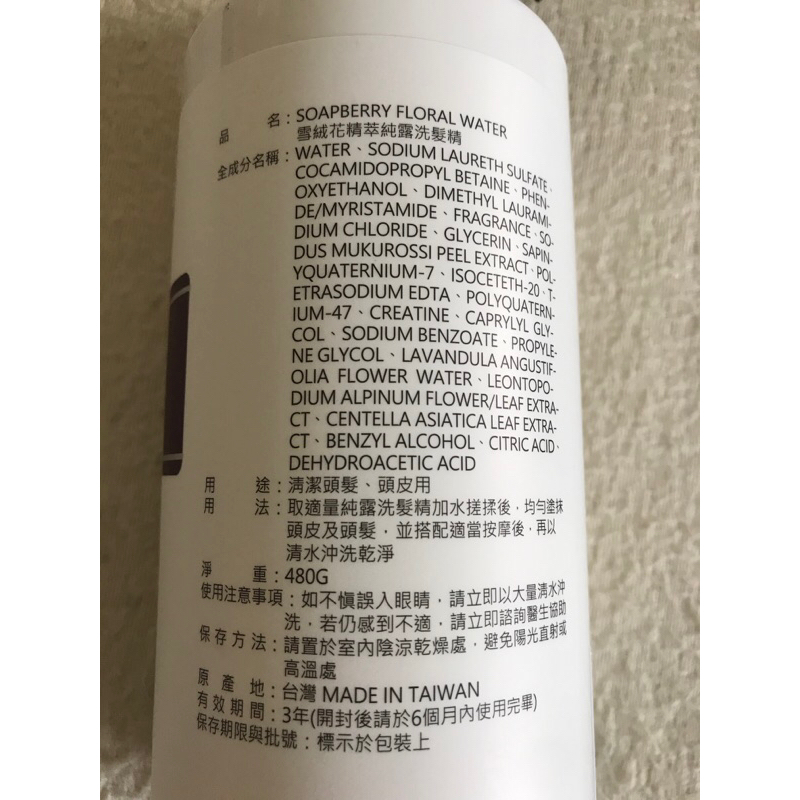 品　　名：SOAPBERRY FLORAL WATER
雪絨花精萃純露洗髮精
全成分名稱：WATER、SODIUM LAURETH SULFATE、
COCAMIDOPROPYL BETAINE、PHEN-
OXYETHANOL、DIMETHYL LAURAMI-
DE/MYRISTAMIDE、FRAGRANCE、SO-
DIUM CHLORIDE、GLYCERIN、SAPIN-
DUS MUKUROSSI PEEL EXTRACT、POL-
YQUATERNIUM-7、ISOCETETH-20、T-
ETRASODIUM EDTA、POLYQUATERN-
IUM-47、CREATINE、CAPRYLYL GLY-
COL、SODIUM BENZOATE、PROPYLE-
NE GLYCOL、LAVANDULA ANGUSTIF-
OLIA FLOWER WATER、LEONTOPO-
DIUM ALPINUM FLOWER/LEAF EXTRA-
CT、CENTELLA ASIATICA LEAF EXTRA-
CT、BENZYL ALCOHOL、CITRIC ACID、
DEHYDROACETIC ACID
用　　途：清潔頭髮、頭皮用
用　　法：取適量純露洗髮精加水搓揉後，均勻塗抹
頭皮及頭髮，並搭配適當按摩後，再以
清水沖洗乾淨
淨　　重：480G
使用注意事項：如不慎誤入眼睛，請立即以大量清水沖
洗，若仍感到不適，請立即諮詢醫生協助
保存方法：請置於室內陰涼乾燥處，避免陽光直射或
高溫處
原 產 地：台灣 MADE IN TAIWAN
有效期間：3年(開封後請於6個月內使用完畢)
保存期限與批號：標示於包裝上